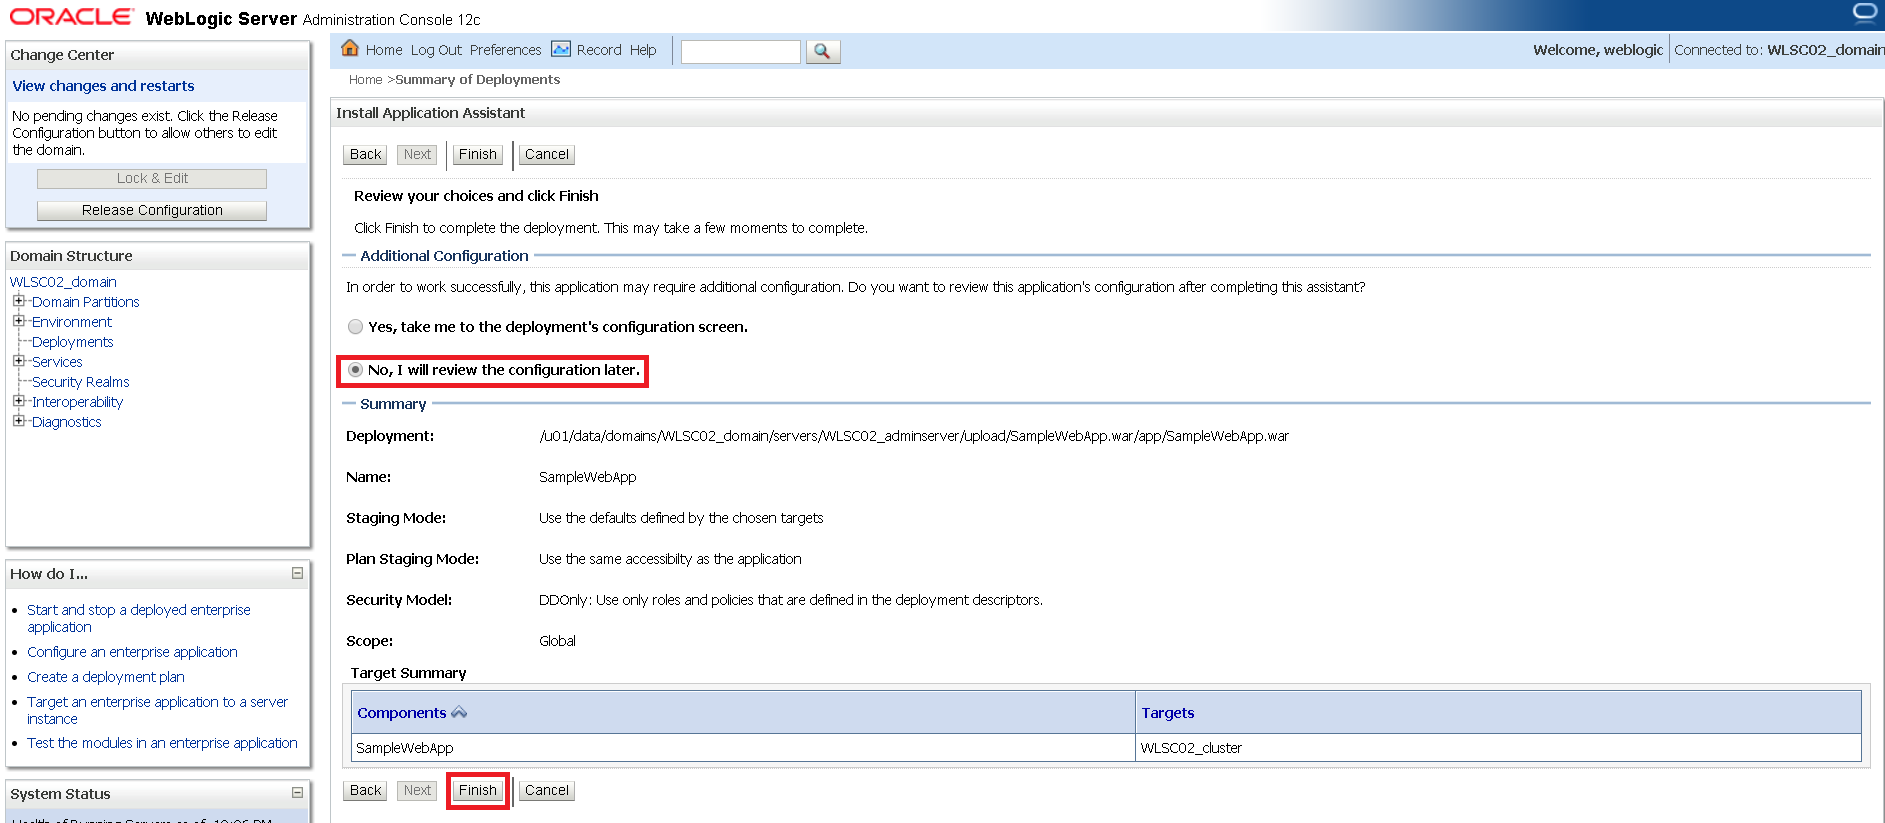 ORACLE WebLogic Server Administration Console 12c
Change Center
View changes and restarts
No pending changes exist. Click the Release
Configuration button to allow others to edit
the domain.
Lock & Edit
Release Configuration
Domain Structure
WLSC02_domain
Domain Partitions
Environment
Deployments
Services
Security Realms
Interoperability
Diagnostics
How do I...
Start and stop a deployed enterprise
application
Configure an enterprise application
Create a deployment plan
Target an enterprise application to a server
instance
Test the modules in an enterprise application
System Status
Home Log Out Preferences Record Help
Welcome, weblogic Connected to: WLSC02_domain
Home >Summary of Deployments
Install Application Assistant
Back Next Finish Cancel
Review your choices and click Finish
Click Finish to complete the deployment. This may take a few moments to complete.
Additional Configuration
In order to work successfully, this application may require additional configuration. Do you want to review this application's configuration after completing this assistant?
Yes, take me to the deployment's configuration screen.
No, I will review the configuration later.
Summary
Deployment: /u01/data/domains/WLSC02_domain/servers/WLSC02_adminserver/upload/SampleWebApp.war/app/SampleWebApp.war
Name: SampleWebApp
Staging Mode: Use the defaults defined by the chosen targets
Plan Staging Mode: Use the same accessibilty as the application
Security Model: DDOnly: Use only roles and policies that are defined in the deployment descriptors.
Scope: Global
Target Summary
Components Targets
SampleWebApp WLSC02_cluster
Back Next Finish Cancel